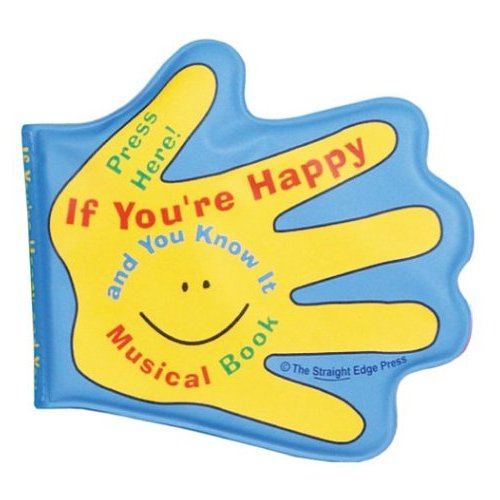 Press
Here!
If You're Happy
and You Know It
Musical Book
© The Straight Edge Press